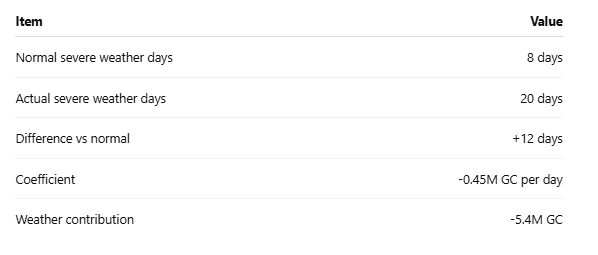 Item Value
Normal severe weather days 8 days
Actual severe weather days 20 days
Difference vs normal +12 days
Coefficient -0.45M GC per day
Weather contribution -5.4M GC